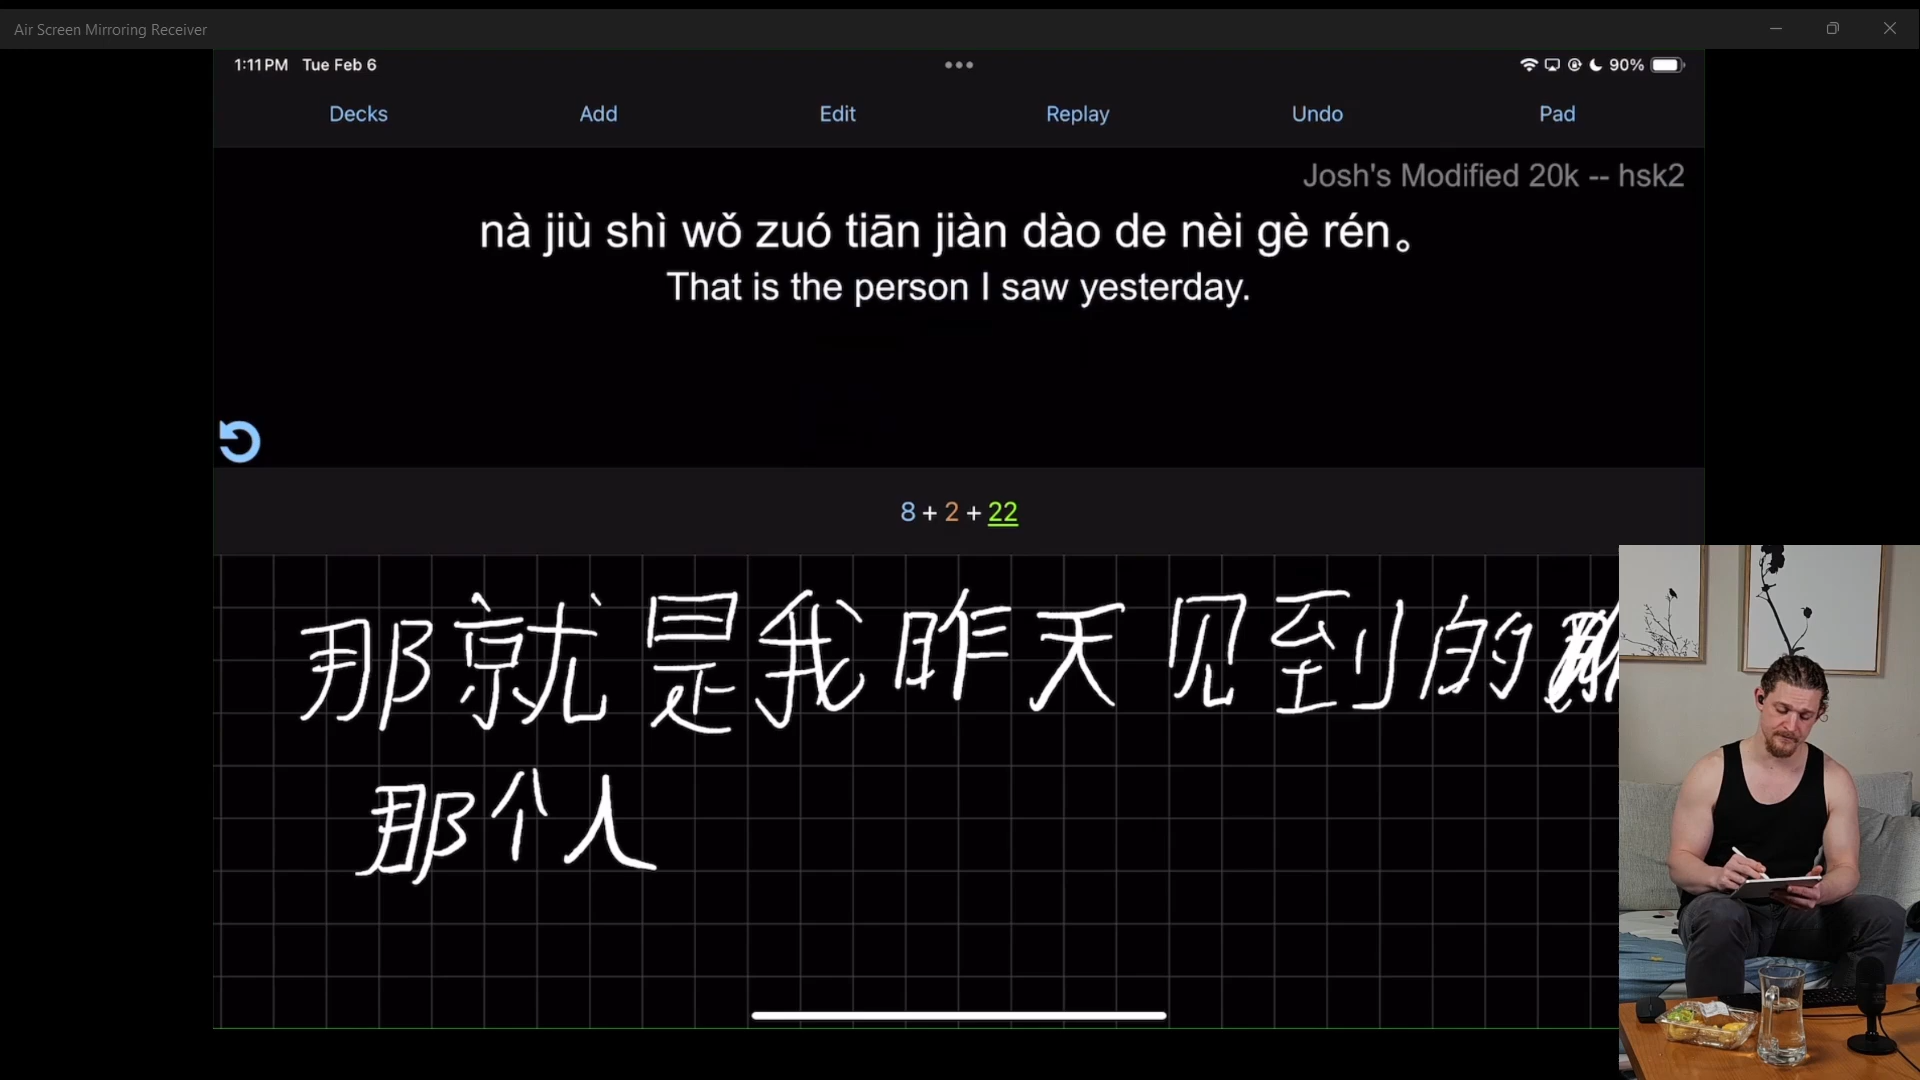 Air Screen Mirroring Receiver
1:11 PM Tue Feb 6 90%
Decks Add Edit Replay Undo Pad
Josh's Modified 20k -- hsk2
nà jiù shì wǒ zuó tiān jiàn dào de nèi gè rén。
That is the person I saw yesterday.
8 + 2 + 22
那就是我昨天见到的
那个人